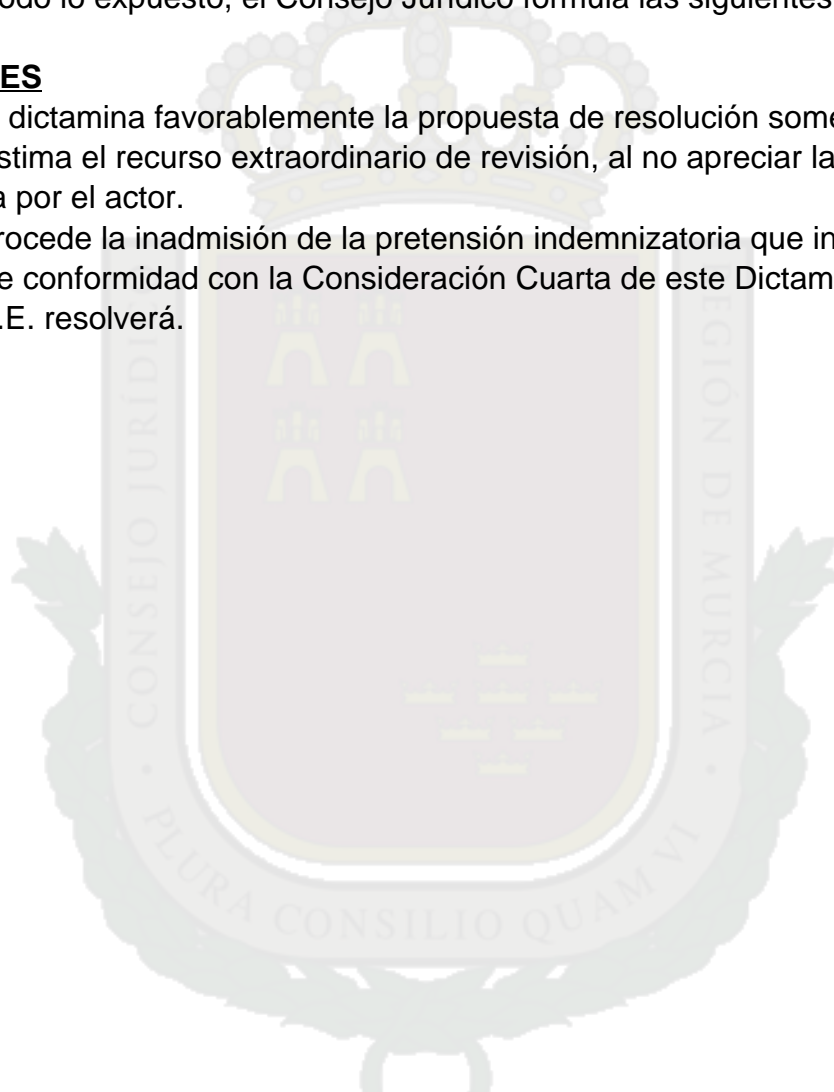 odo lo expuesto, el Consejo Jurídico formula las siguientes
ES
dictamina favorablemente la propuesta de resolución some
stima el recurso extraordinario de revisión, al no apreciar la
a por el actor.
rocede la inadmisión de la pretensión indemnizatoria que in
e conformidad con la Consideración Cuarta de este Dictam
.E. resolverá.
CONSEJO JURÍDIC
REGIÓN DE MURCIA
PLURA CONSILIO QUAM VI